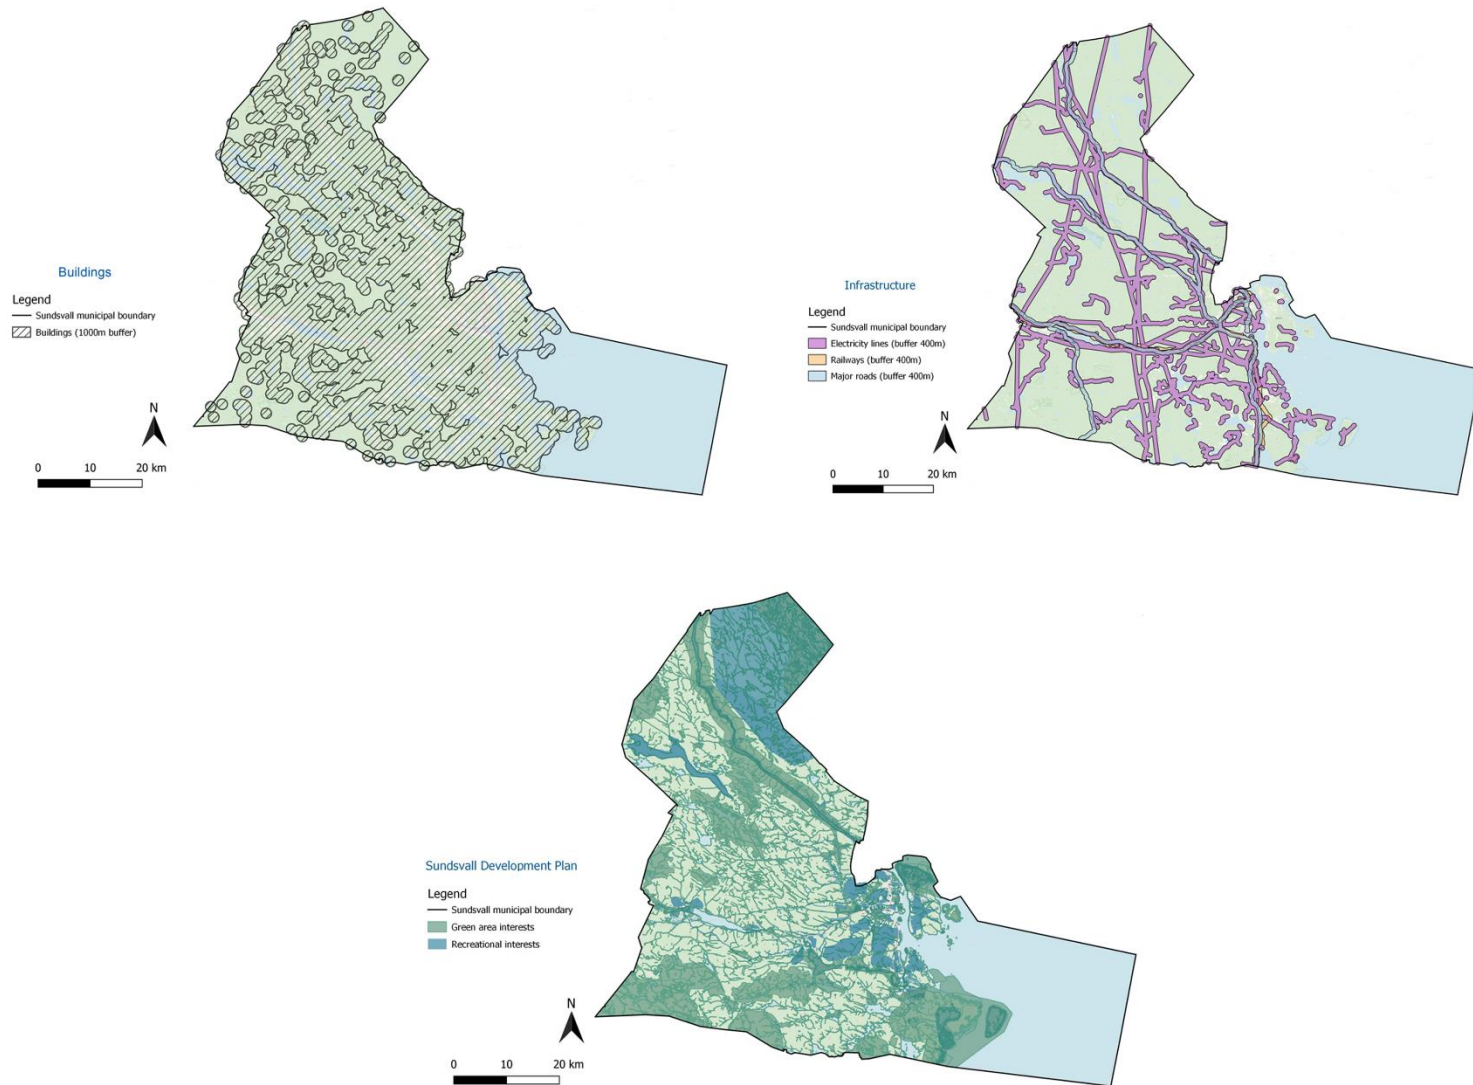 Buildings
Legend
Sundsvall municipal boundary
Buildings (1000m buffer)
N
0 10 20 km
Infrastructure
Legend
Sundsvall municipal boundary
Electricity lines (buffer 400m)
Railways (buffer 400m)
Major roads (buffer 400m)
N
0 10 20 km
Sundsvall Development Plan
Legend
Sundsvall municipal boundary
Green area interests
Recreational interests
N
0 10 20 km